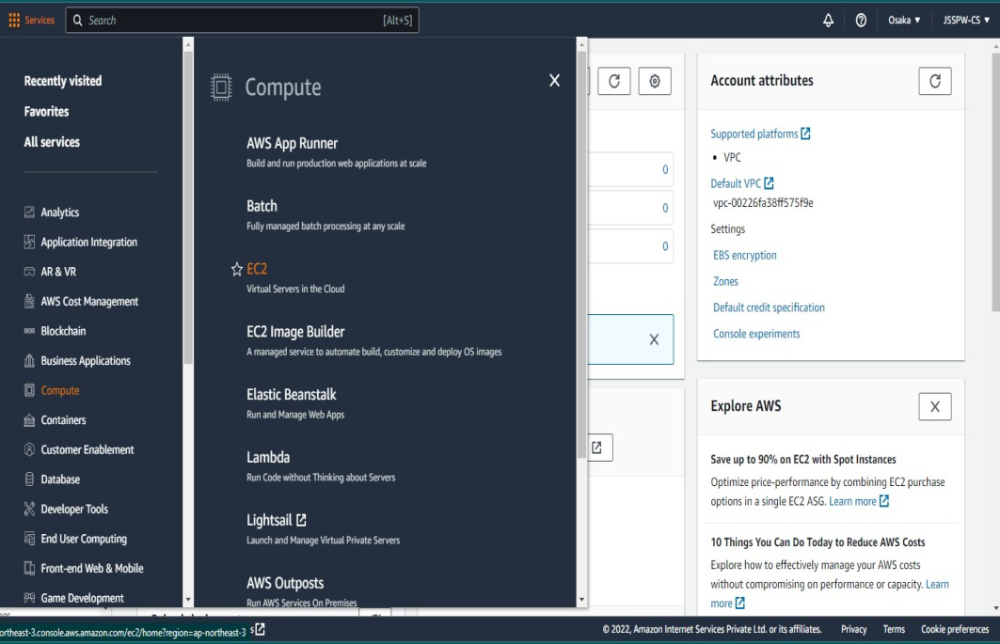 Services
Search
[Alt+S]
Osaka ▼
JSSPW-CS ▼
Recently visited
Favorites
All services
Analytics
Application Integration
AR & VR
AWS Cost Management
Blockchain
Business Applications
Compute
Containers
Customer Enablement
Database
Developer Tools
End User Computing
Front-end Web & Mobile
Game Development
Compute
X
AWS App Runner
Build and run production web applications at scale
Batch
Fully managed batch processing at any scale
EC2
Virtual Servers in the Cloud
EC2 Image Builder
A managed service to automate build, customize and deploy OS images
Elastic Beanstalk
Run and Manage Web Apps
Lambda
Run Code without Thinking about Servers
Lightsail
Launch and Manage Virtual Private Servers
AWS Outposts
Run AWS Services On Premises
0
0
0
Account attributes
Supported platforms
• VPC
Default VPC
vpc-00226fa38ff575f9e
Settings
EBS encryption
Zones
Default credit specification
Console experiments
Explore AWS
Save up to 90% on EC2 with Spot Instances
Optimize price-performance by combining EC2 purchase
options in a single EC2 ASG. Learn more
10 Things You Can Do Today to Reduce AWS Costs
Explore how to effectively manage your AWS costs
without compromising on performance or capacity. Learn
more
ortheast-3.console.aws.amazon.com/ec2/home?region=ap-northeast-3
© 2022, Amazon Internet Services Private Ltd. or its affiliates.
Privacy
Terms
Cookie preferences